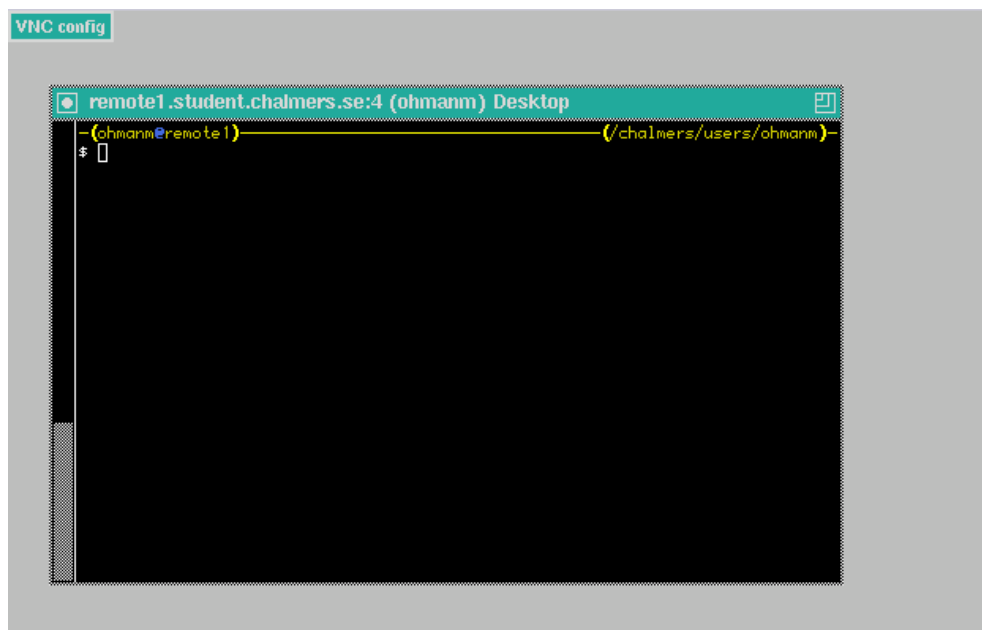 VNC config
remote1.student.chalmers.se:4 (ohmanm) Desktop
-(ohmanm@remote1)-(/chalmers/users/ohmanm)-
$